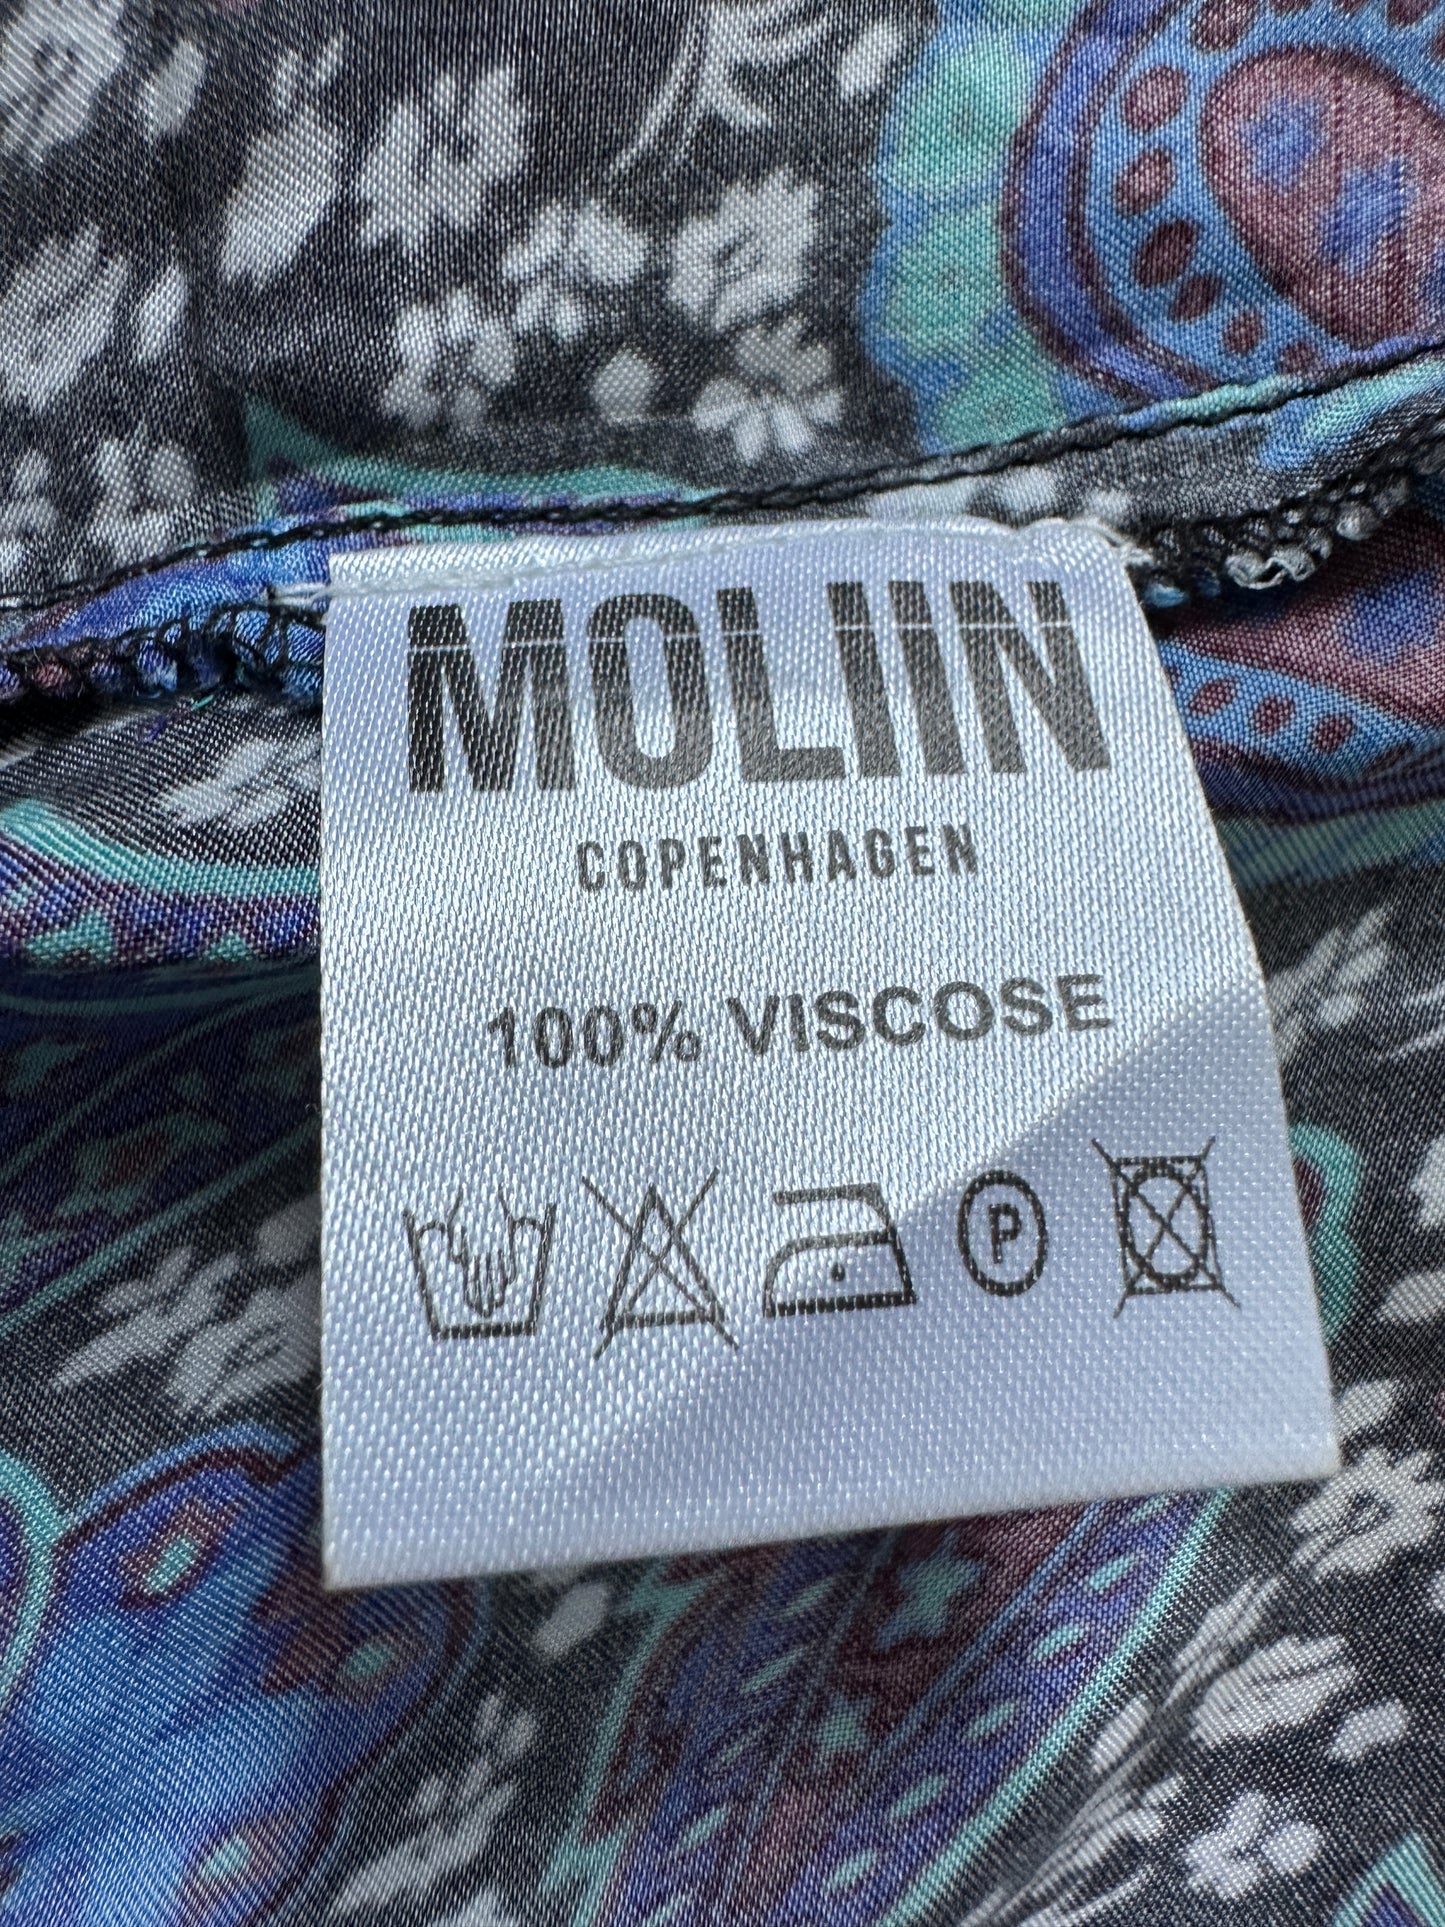 MOLIIN
COPENHAGEN
100% VISCOSE
P